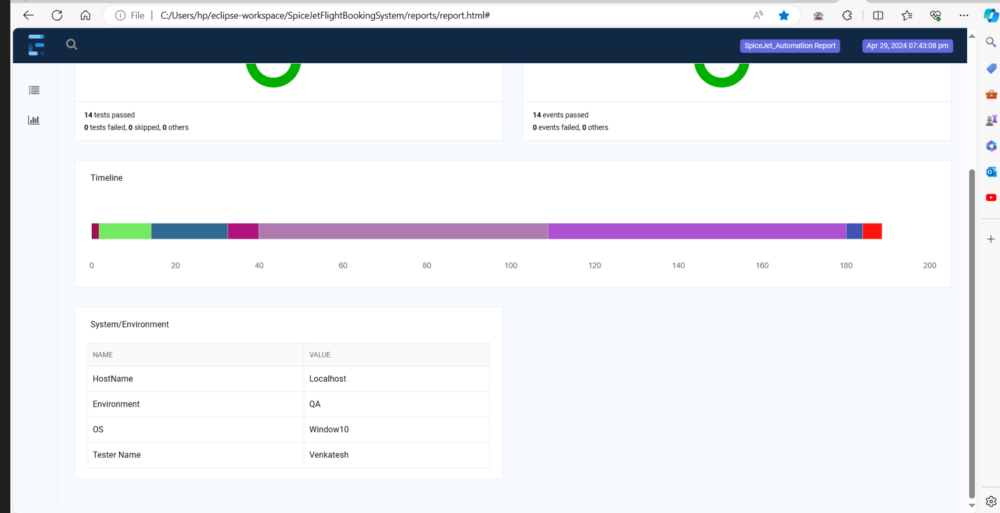 File
C:/Users/hp/eclipse-workspace/SpiceJetFlightBookingSystem/reports/report.html#
SpiceJet_Automation Report
Apr 29, 2024 07:43:08 pm
14 tests passed
0 tests failed, 0 skipped, 0 others
14 events passed
0 events failed, 0 others
Timeline
0 20 40 60 80 100 120 140 160 180 200
System/Environment
NAME VALUE
HostName Localhost
Environment QA
OS Window10
Tester Name Venkatesh